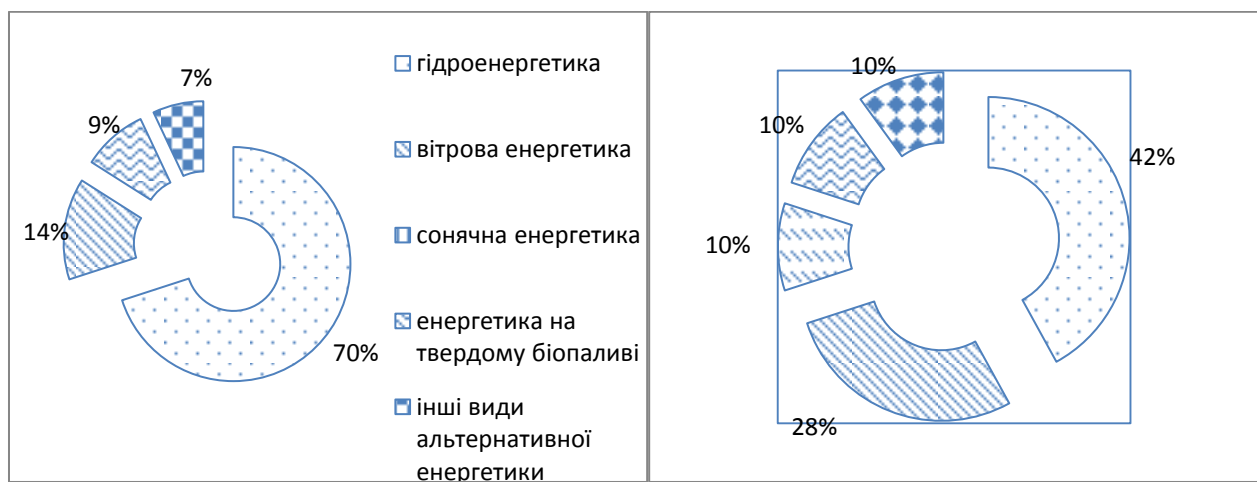 7%
9%
14%
70%
гідроенергетика
вітрова енергетика
сонячна енергетика
енергетика на
твердому біопаливі
інші види
альтернативної
енергетики
10%
10%
10%
28%
42%